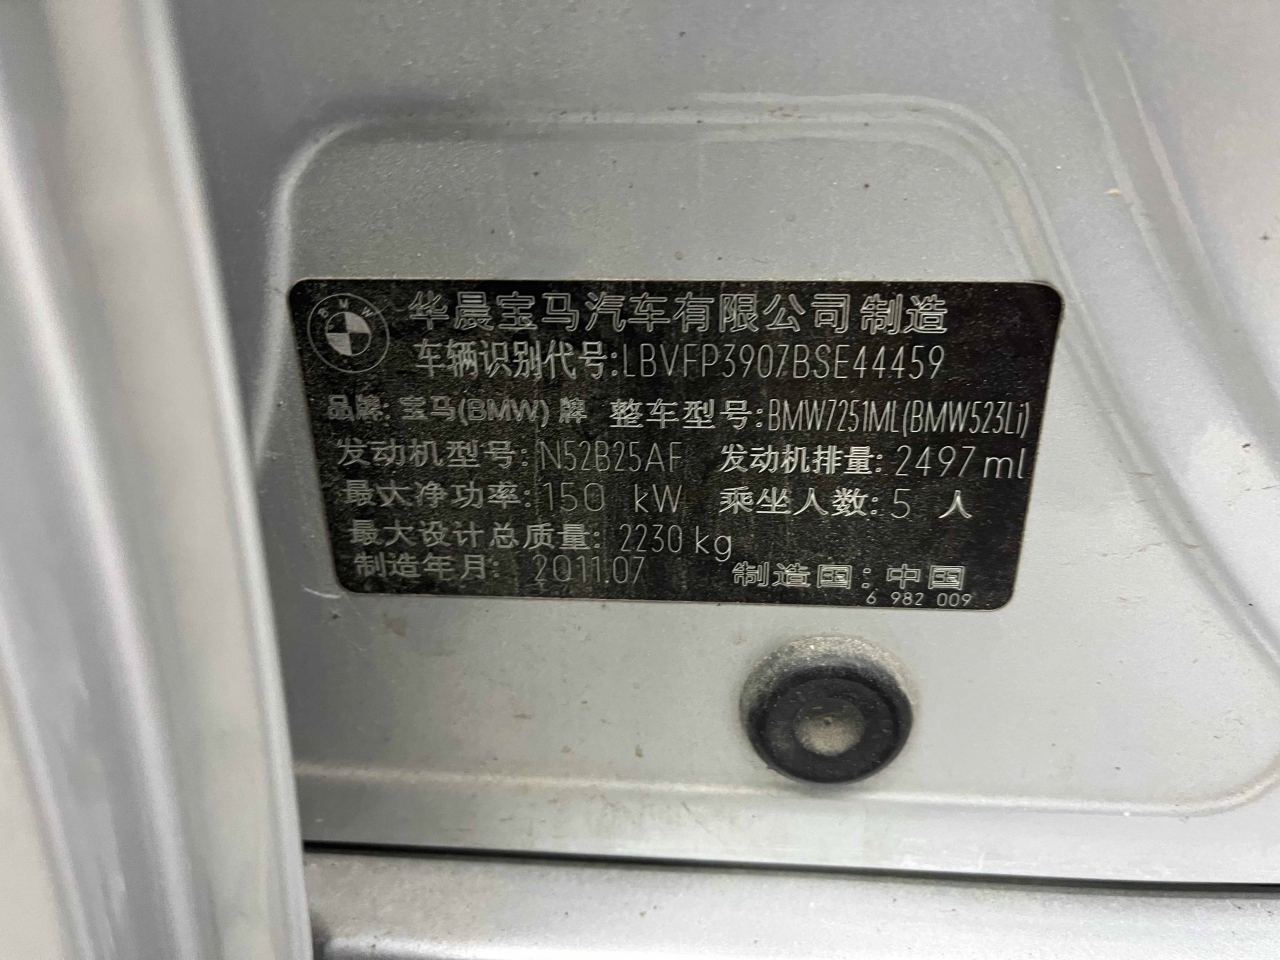 BMW
华晨宝马汽车有限公司 制造
车辆识别代号:LBVFP3907BSE44459
品牌: 宝马(BMW) 牌 整车型号:BMW7251ML(BMW523Li)
发动机型号: N52B25AF 发动机排量: 2497 ml
最大净功率: 150 kW 乘坐人数: 5 人
最大设计总质量: 2230 kg
制造年月: 2011.07 制造国: 中国
6 982 009